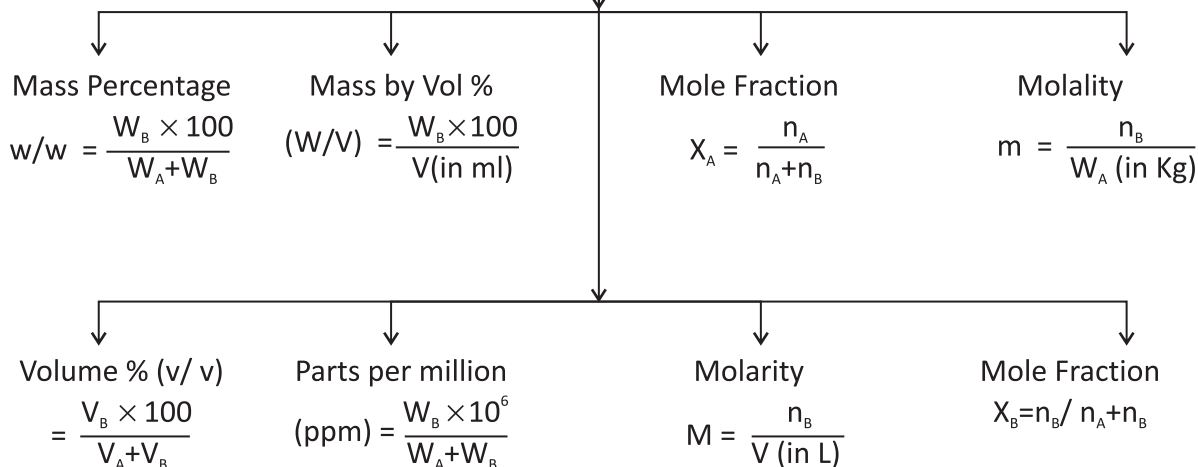 Mass Percentage
w/w = W_B × 100 / W_A+W_B
Mass by Vol %
(W/V) = W_B×100 / V(in ml)
Mole Fraction
X_A = n_A / n_A+n_B
Molality
m = n_B / W_A (in Kg)
Volume % (v/ v)
= V_B × 100 / V_A+V_B
Parts per million
(ppm) = W_B ×10^6 / W_A+W_B
Molarity
M = n_B / V (in L)
Mole Fraction
X_B=n_B/ n_A+n_B